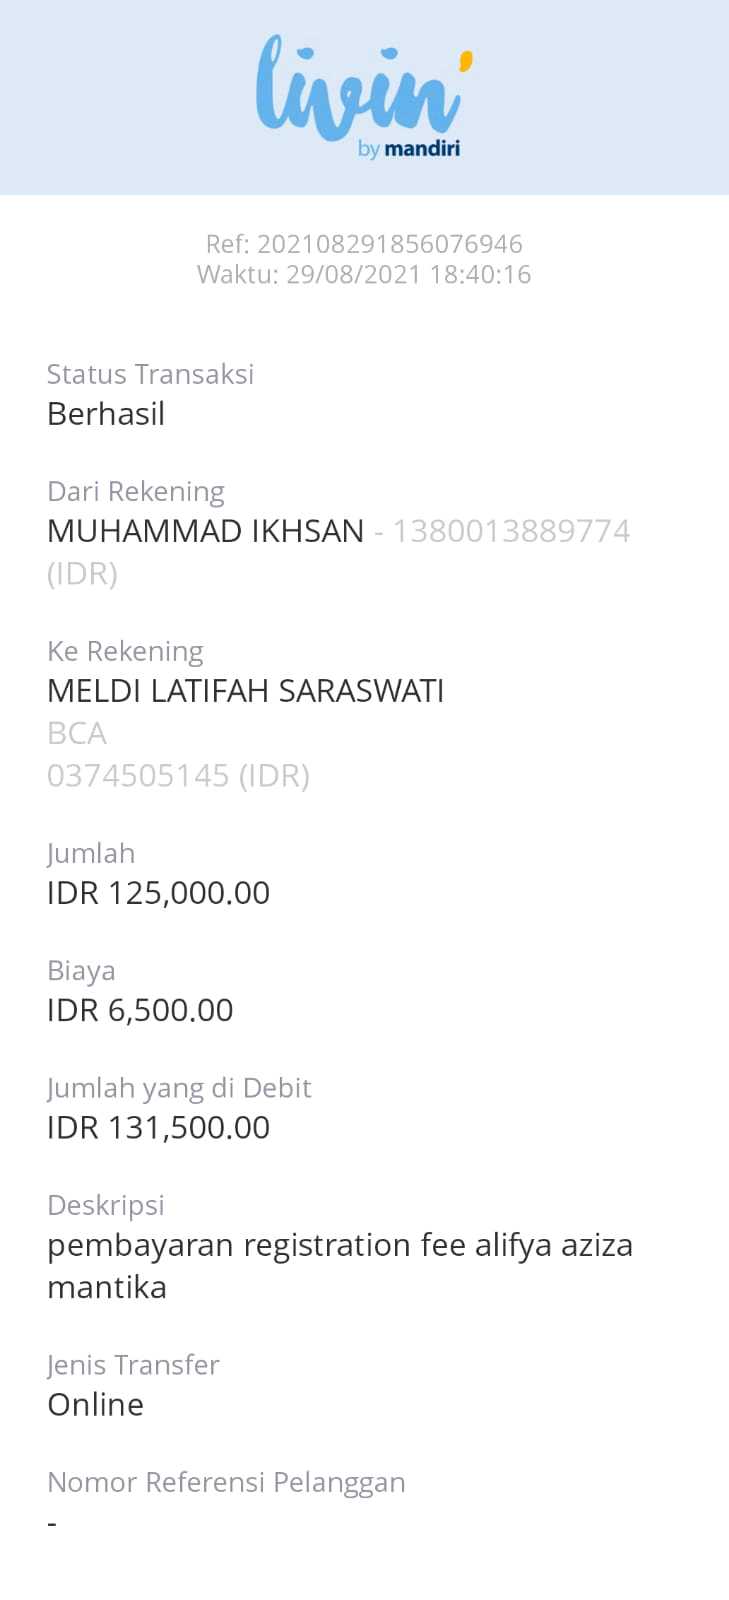 livin'
by mandiri
Ref: 202108291856076946
Waktu: 29/08/2021 18:40:16
Status Transaksi
Berhasil
Dari Rekening
MUHAMMAD IKHSAN - 1380013889774
(IDR)
Ke Rekening
MELDI LATIFAH SARASWATI
BCA
0374505145 (IDR)
Jumlah
IDR 125,000.00
Biaya
IDR 6,500.00
Jumlah yang di Debit
IDR 131,500.00
Deskripsi
pembayaran registration fee alifya aziza
mantika
Jenis Transfer
Online
Nomor Referensi Pelanggan
-